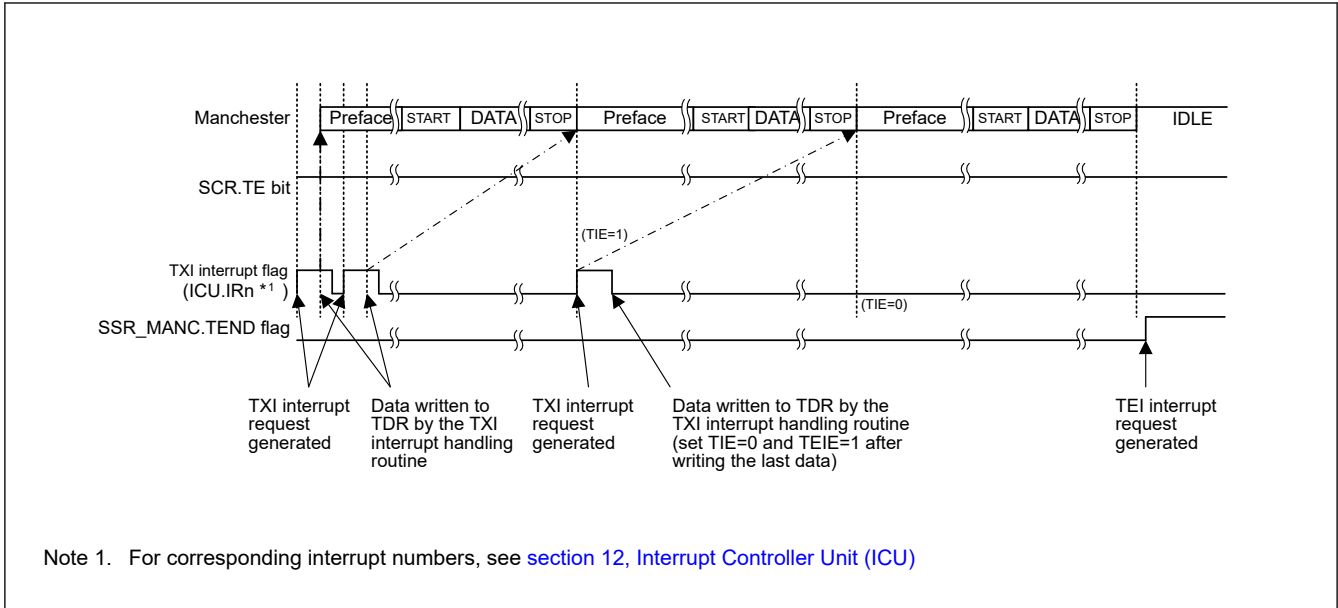 Manchester
Preface
START
DATA
STOP
Preface
START
DATA
STOP
Preface
START
DATA
STOP
IDLE
SCR.TE bit
(TIE=1)
TXI interrupt flag
(ICU.IRn *1 )
(TIE=0)
SSR_MANC.TEND flag
TXI interrupt
request
generated
Data written to
TDR by the TXI
interrupt handling
routine
TXI interrupt
request
generated
Data written to TDR by the
TXI interrupt handling routine
(set TIE=0 and TEIE=1 after
writing the last data)
TEI interrupt
request
generated
Note 1. For corresponding interrupt numbers, see section 12, Interrupt Controller Unit (ICU)